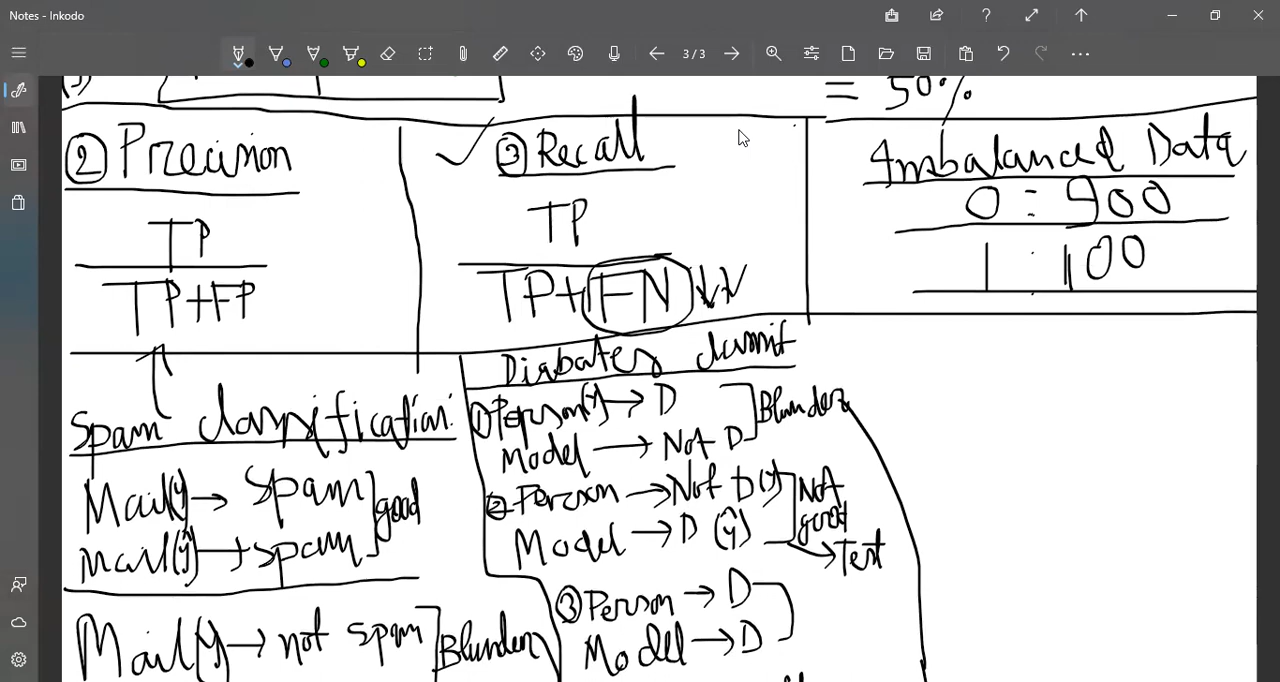 Notes - Inkodo
3/3
= 50%
② Precision
TP
TP+FP
③ Recall
TP
TP+FN ↓↓
Imbalanced Data
0 : 900
1 : 100
Spam classification
Mail(y) → Spam
Mail(ŷ) → spam
good
Mail(y) → not spam
Blunder
Diabates classif
① Person(y) → D
Model → Not D
Blunder
② Person → Not D(y)
Model → D (ŷ)
Not good
→ Test
③ Person → D
Model → D